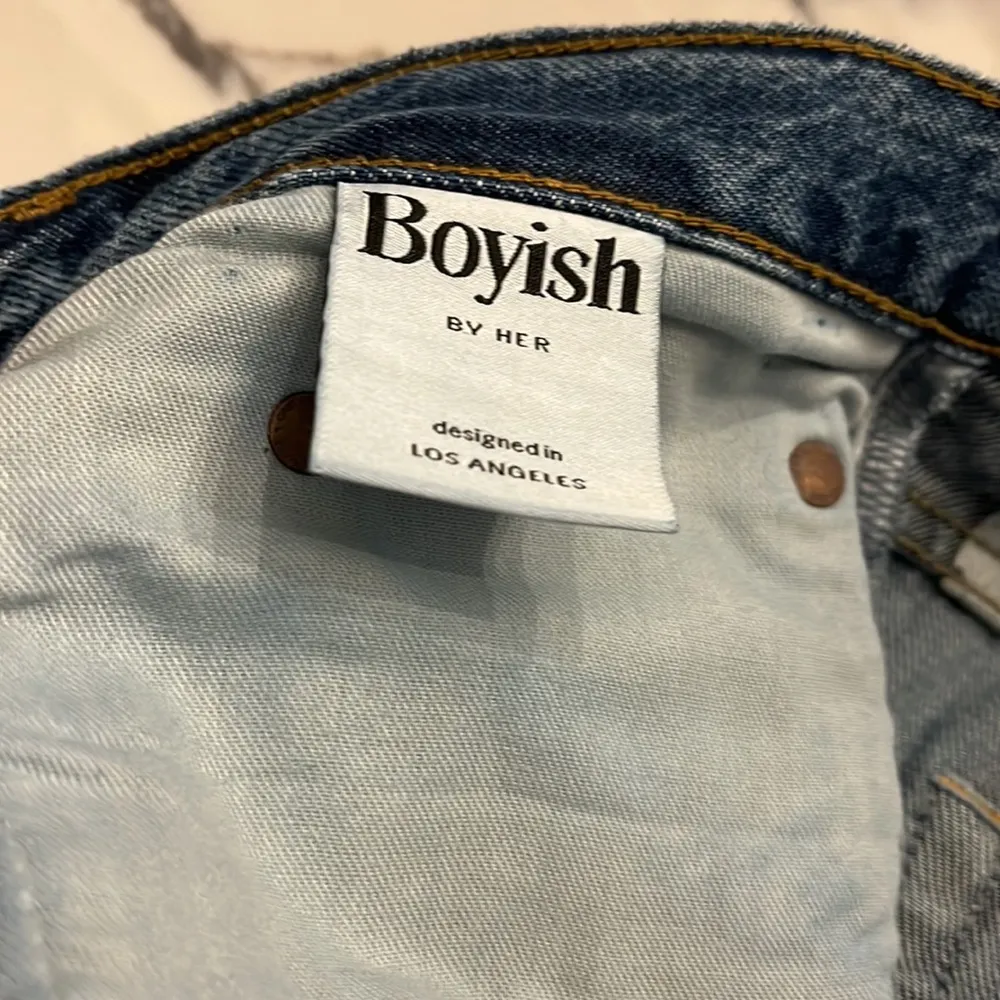 Boyish
BY HER
designed in
LOS ANGELES